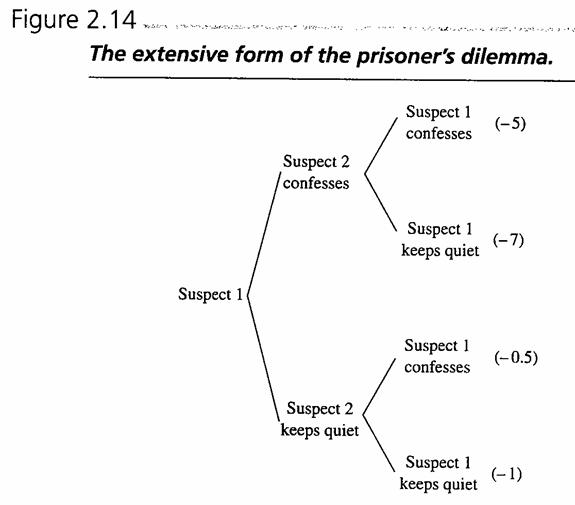 Figure 2.14
The extensive form of the prisoner's dilemma.
Suspect 1
confesses
(−5)
Suspect 2
confesses
Suspect 1
keeps quiet
(−7)
Suspect 1
Suspect 1
confesses
(−0.5)
Suspect 2
keeps quiet
Suspect 1
keeps quiet
(−1)